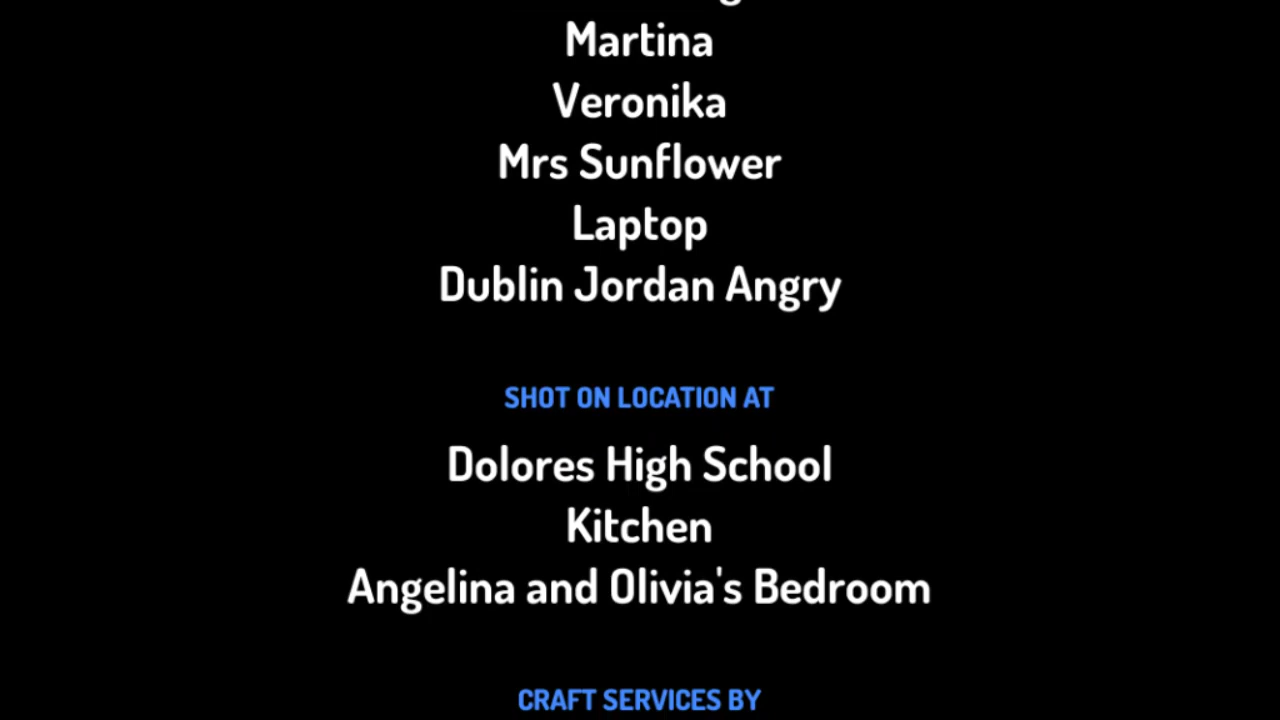 Martina
Veronika
Mrs Sunflower
Laptop
Dublin Jordan Angry
SHOT ON LOCATION AT
Dolores High School
Kitchen
Angelina and Olivia's Bedroom
CRAFT SERVICES BY